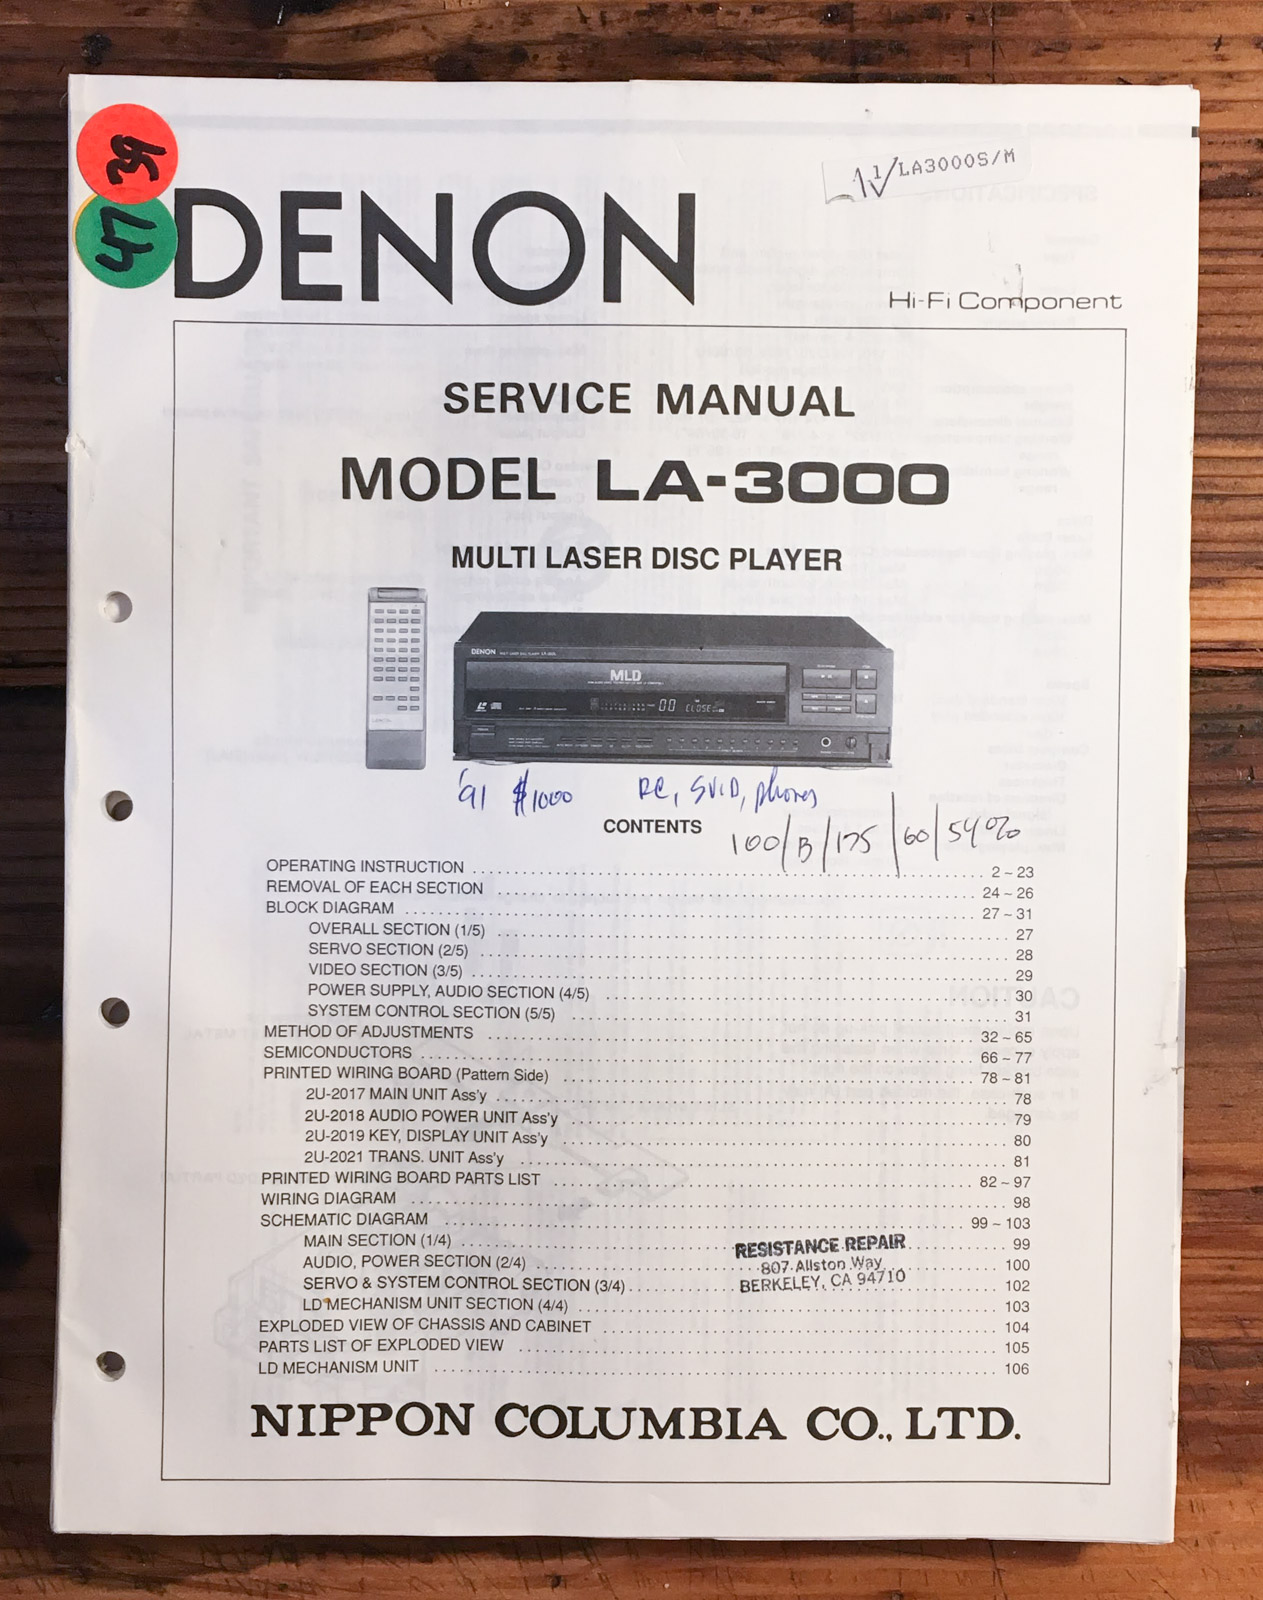 39
47
11/LA3000S/M
DENON
Hi-Fi Component
SERVICE MANUAL
MODEL LA-3000
MULTI LASER DISC PLAYER
DENON
MLD
00 CLOSE
DENON
'91 $1000 RC, SVID, phones
CONTENTS
100/B/175/60/54%
OPERATING INSTRUCTION 2 ~ 23
REMOVAL OF EACH SECTION 24 ~ 26
BLOCK DIAGRAM 27 ~ 31
OVERALL SECTION (1/5) 27
SERVO SECTION (2/5) 28
VIDEO SECTION (3/5) 29
POWER SUPPLY, AUDIO SECTION (4/5) 30
SYSTEM CONTROL SECTION (5/5) 31
METHOD OF ADJUSTMENTS 32 ~ 65
SEMICONDUCTORS 66 ~ 77
PRINTED WIRING BOARD (Pattern Side) 78 ~ 81
2U-2017 MAIN UNIT Ass'y 78
2U-2018 AUDIO POWER UNIT Ass'y 79
2U-2019 KEY, DISPLAY UNIT Ass'y 80
2U-2021 TRANS. UNIT Ass'y 81
PRINTED WIRING BOARD PARTS LIST 82 ~ 97
WIRING DIAGRAM 98
SCHEMATIC DIAGRAM 99 ~ 103
MAIN SECTION (1/4) 99
AUDIO, POWER SECTION (2/4) 100
SERVO & SYSTEM CONTROL SECTION (3/4) 102
LD MECHANISM UNIT SECTION (4/4) 103
RESISTANCE REPAIR
807 Allston Way
BERKELEY, CA 94710
EXPLODED VIEW OF CHASSIS AND CABINET 104
PARTS LIST OF EXPLODED VIEW 105
LD MECHANISM UNIT 106
NIPPON COLUMBIA CO., LTD.